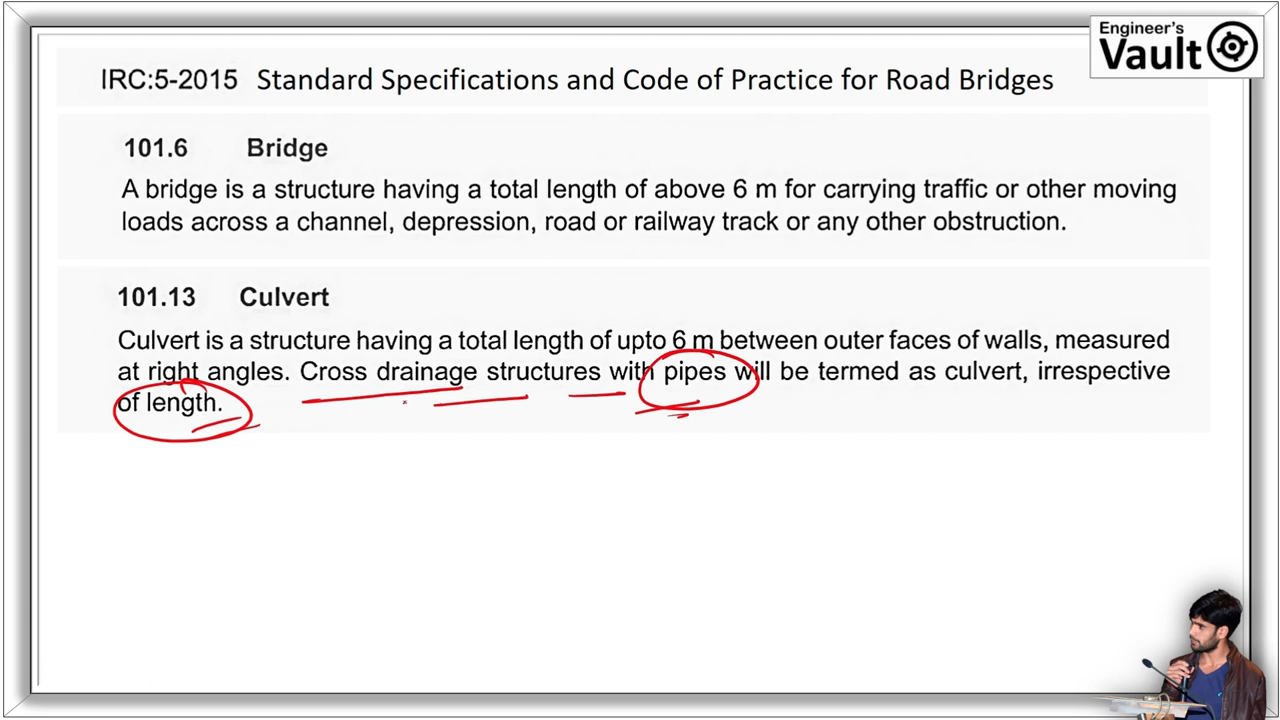 Engineer's
Vault
IRC:5-2015 Standard Specifications and Code of Practice for Road Bridges
101.6 Bridge
A bridge is a structure having a total length of above 6 m for carrying traffic or other moving
loads across a channel, depression, road or railway track or any other obstruction.
101.13 Culvert
Culvert is a structure having a total length of upto 6 m between outer faces of walls, measured
at right angles. Cross drainage structures with pipes will be termed as culvert, irrespective
of length.